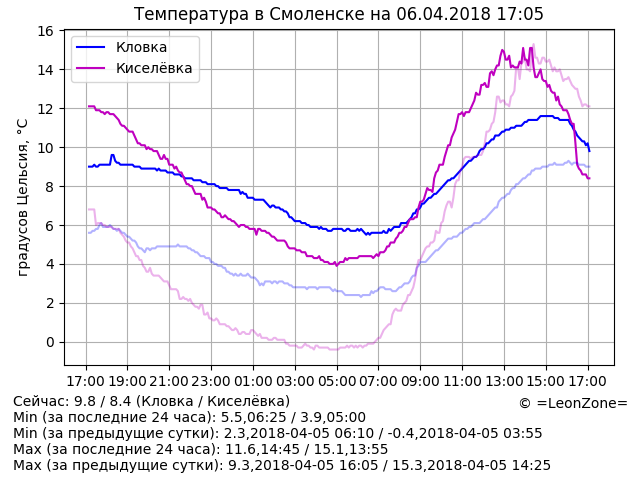 Температура в Смоленске на 06.04.2018 17:05
градусов Цельсия, °C
16
14
12
10
8
6
4
2
0
Кловка
Киселёвка
17:00 19:00 21:00 23:00 01:00 03:00 05:00 07:00 09:00 11:00 13:00 15:00 17:00
Сейчас: 9.8 / 8.4 (Кловка / Киселёвка)
© =LeonZone=
Min (за последние 24 часа): 5.5,06:25 / 3.9,05:00
Min (за предыдущие сутки): 2.3,2018-04-05 06:10 / -0.4,2018-04-05 03:55
Max (за последние 24 часа): 11.6,14:45 / 15.1,13:55
Max (за предыдущие сутки): 9.3,2018-04-05 16:05 / 15.3,2018-04-05 14:25